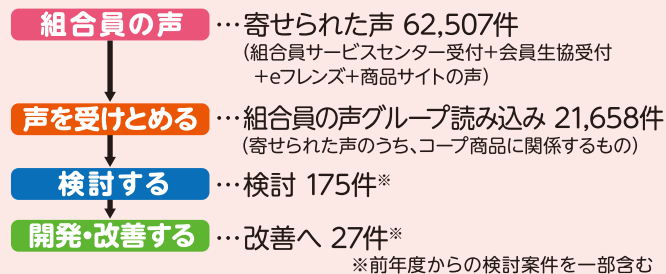 組合員の声 …寄せられた声 62,507件
（組合員サービスセンター受付＋会員生協受付
＋eフレンズ＋商品サイトの声）
声を受けとめる …組合員の声グループ読み込み 21,658件
（寄せられた声のうち、コープ商品に関係するもの）
検討する …検討 175件※
開発・改善する …改善へ 27件※
※前年度からの検討案件を一部含む